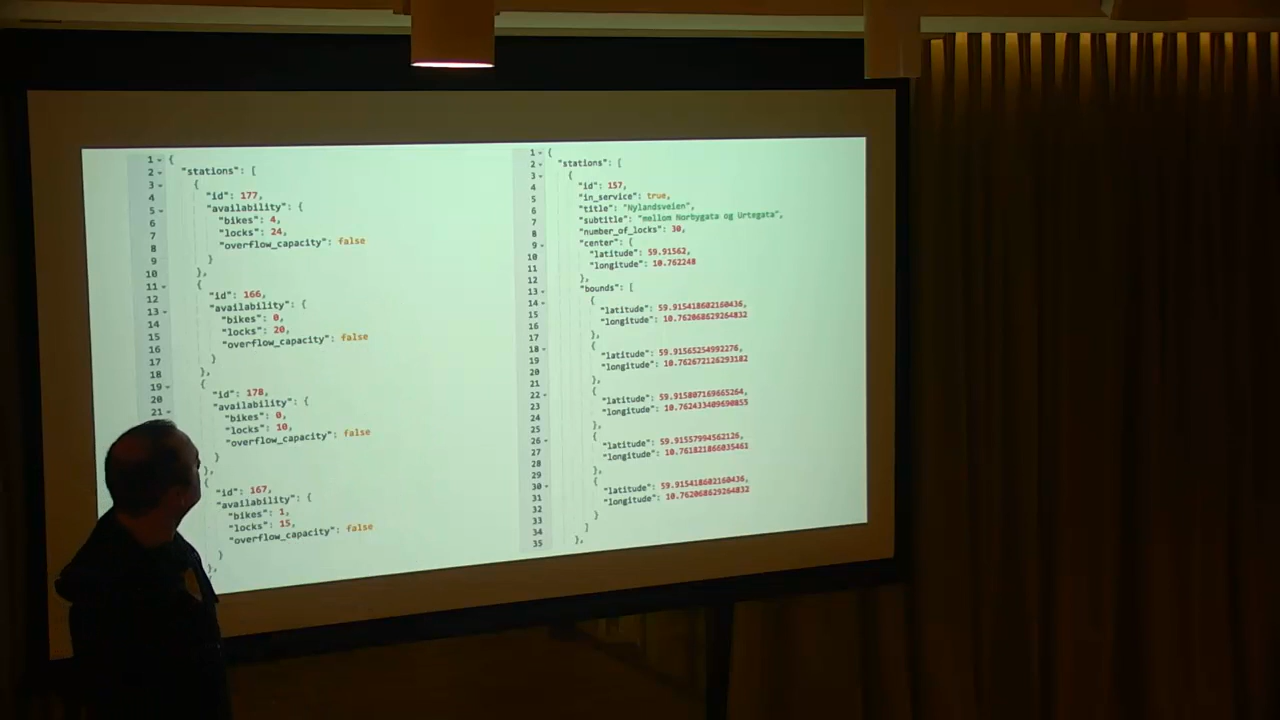 1 - {
2 - "stations": [
3 - {
4 "id": 177,
5 - "availability": {
6 "bikes": 4,
7 "locks": 24,
8 "overflow_capacity": false
9 }
10 },
11 - {
12 "id": 166,
13 - "availability": {
14 "bikes": 0,
15 "locks": 20,
16 "overflow_capacity": false
17 }
18 },
19 - {
20 "id": 178,
21 - "availability": {
"bikes": 0,
"locks": 10,
"overflow_capacity": false
}
},
{
"id": 167,
"availability": {
"bikes": 1,
"locks": 15,
"overflow_capacity": false
}
},
1 - {
2 - "stations": [
3 - {
4 "id": 157,
5 "in_service": true,
6 "title": "Nylandsveien",
7 "subtitle": "mellom Norbygata og Urtegata",
8 "number_of_locks": 30,
9 - "center": {
10 "latitude": 59.91562,
11 "longitude": 10.762248
12 },
13 - "bounds": [
14 - {
15 "latitude": 59.915418602160436,
16 "longitude": 10.762068629264832
17 },
18 - {
19 "latitude": 59.91565254992276,
20 "longitude": 10.762672126293182
21 },
22 - {
23 "latitude": 59.915807169665264,
24 "longitude": 10.762433409690855
25 },
26 - {
27 "latitude": 59.91557994562126,
28 "longitude": 10.761821866035461
29 },
30 - {
31 "latitude": 59.915418602160436,
32 "longitude": 10.762068629264832
33 }
34 ]
35 },